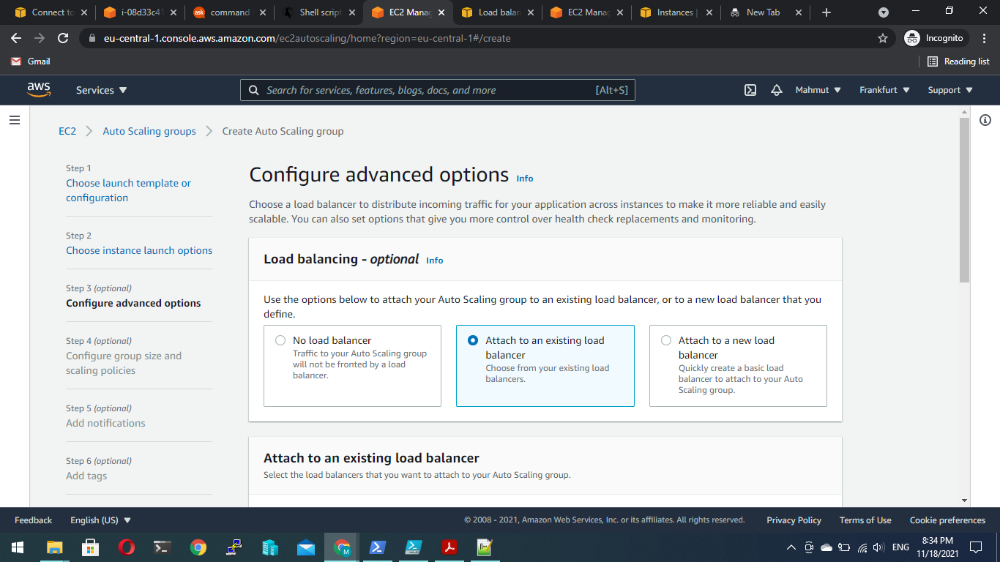 Connect to
i-08d33c41
ask
command
Shell script
EC2 Manag
Load balan
EC2 Manag
Instances |
New Tab
eu-central-1.console.aws.amazon.com/ec2autoscaling/home?region=eu-central-1#/create
Incognito
Gmail
Reading list
aws
Services
Search for services, features, blogs, docs, and more
[Alt+S]
Mahmut
Frankfurt
Support
EC2
Auto Scaling groups
Create Auto Scaling group
Step 1
Choose launch template or
configuration
Step 2
Choose instance launch options
Step 3 (optional)
Configure advanced options
Step 4 (optional)
Configure group size and
scaling policies
Step 5 (optional)
Add notifications
Step 6 (optional)
Add tags
Configure advanced options Info
Choose a load balancer to distribute incoming traffic for your application across instances to make it more reliable and easily
scalable. You can also set options that give you more control over health check replacements and monitoring.
Load balancing - optional Info
Use the options below to attach your Auto Scaling group to an existing load balancer, or to a new load balancer that you
define.
No load balancer
Traffic to your Auto Scaling group
will not be fronted by a load
balancer.
Attach to an existing load
balancer
Choose from your existing load
balancers.
Attach to a new load
balancer
Quickly create a basic load
balancer to attach to your Auto
Scaling group.
Attach to an existing load balancer
Select the load balancers that you want to attach to your Auto Scaling group.
Feedback
English (US)
© 2008 - 2021, Amazon Web Services, Inc. or its affiliates. All rights reserved.
Privacy Policy
Terms of Use
Cookie preferences
M
ENG
8:34 PM
11/18/2021